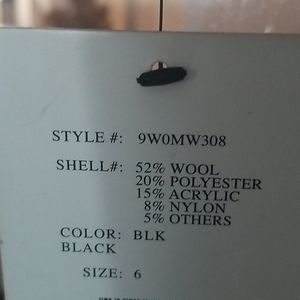 STYLE #: 9W0MW308
SHELL#: 52% WOOL
20% POLYESTER
15% ACRYLIC
8% NYLON
5% OTHERS
COLOR: BLK
BLACK
SIZE: 6